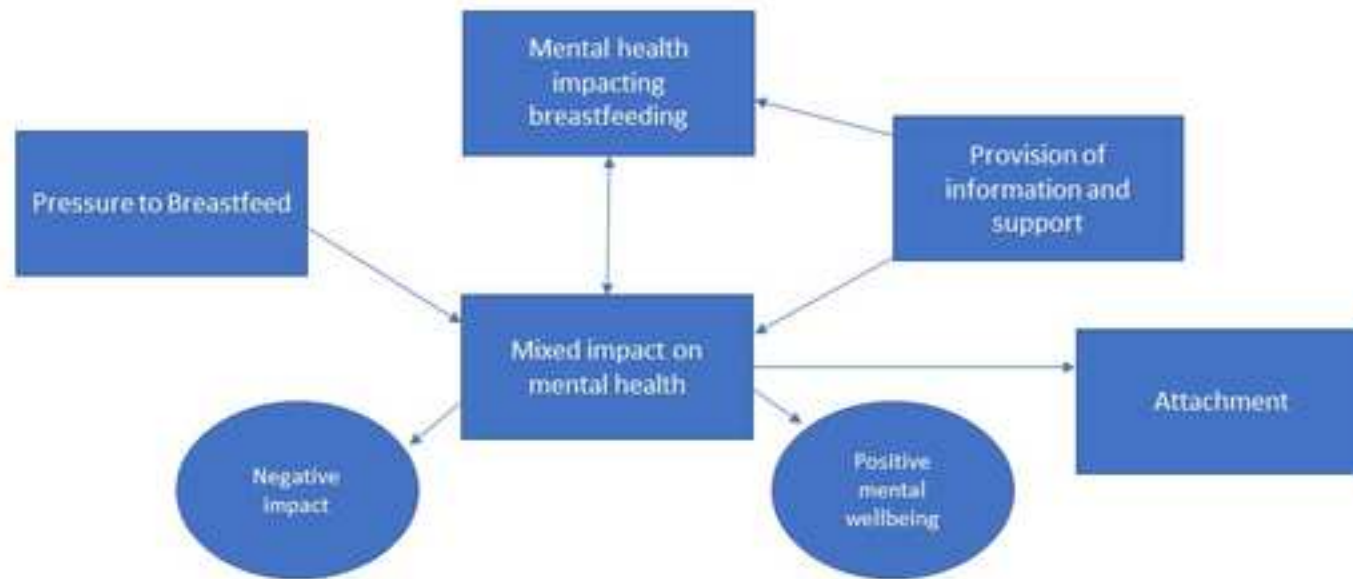 Mental health
impacting
breastfeeding
Pressure to Breastfeed
Provision of
information and
support
Mixed impact on
mental health
Attachment
Negative
impact
Positive
mental
wellbeing